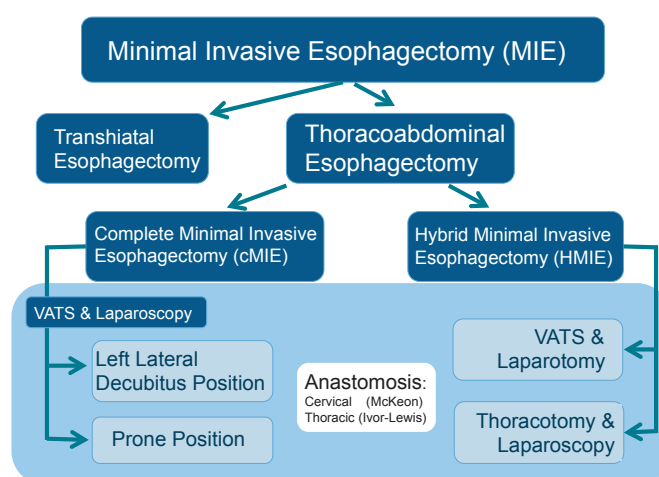 Minimal Invasive Esophagectomy (MIE)
Transhiatal
Esophagectomy
Thoracoabdominal
Esophagectomy
Complete Minimal Invasive
Esophagectomy (cMIE)
Hybrid Minimal Invasive
Esophagectomy (HMIE)
VATS & Laparoscopy
Left Lateral
Decubitus Position
Prone Position
Anastomosis:
Cervical (McKeon)
Thoracic (Ivor-Lewis)
VATS &
Laparotomy
Thoracotomy &
Laparoscopy